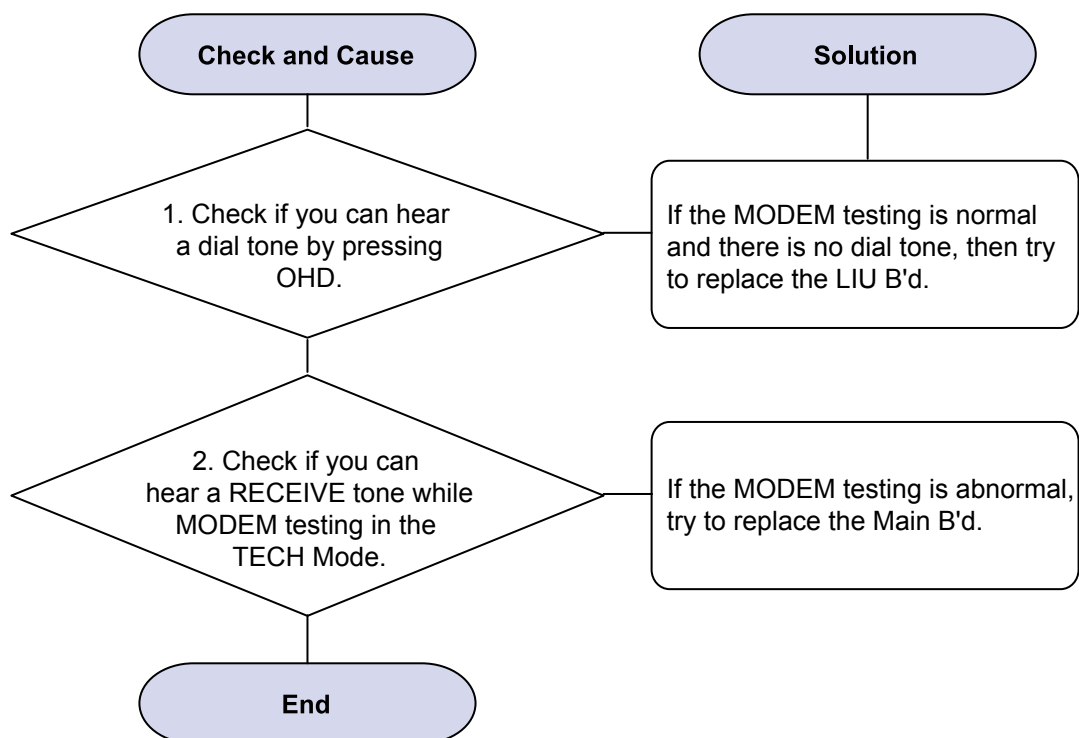 Check and Cause
Solution
1. Check if you can hear
a dial tone by pressing
OHD.
If the MODEM testing is normal
and there is no dial tone, then try
to replace the LIU B'd.
2. Check if you can
hear a RECEIVE tone while
MODEM testing in the
TECH Mode.
If the MODEM testing is abnormal,
try to replace the Main B'd.
End